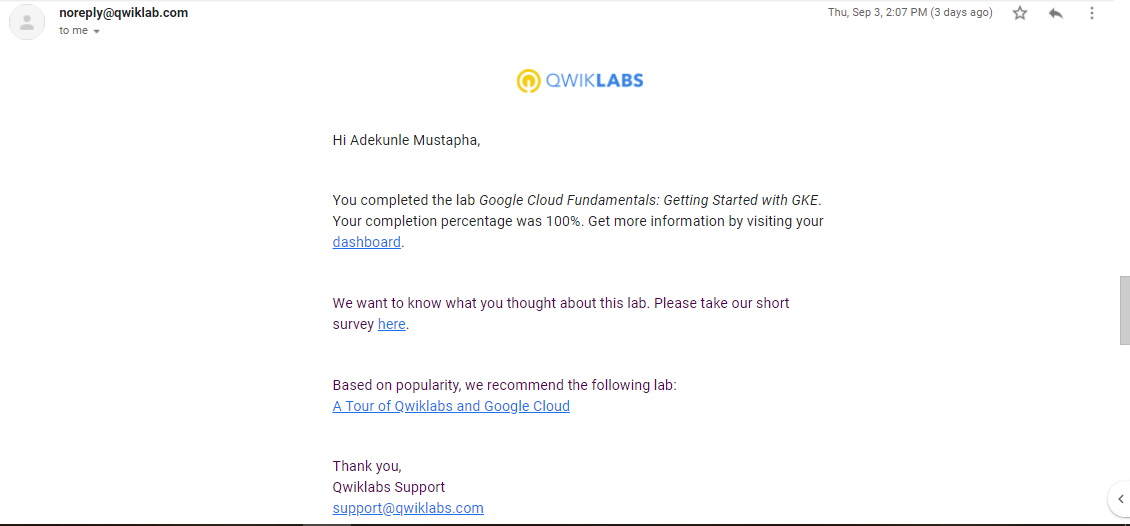 noreply@qwiklab.com
Thu, Sep 3, 2:07 PM (3 days ago)
to me
QWIKLABS
Hi Adekunle Mustapha,
You completed the lab Google Cloud Fundamentals: Getting Started with GKE.
Your completion percentage was 100%. Get more information by visiting your
dashboard.
We want to know what you thought about this lab. Please take our short
survey here.
Based on popularity, we recommend the following lab:
A Tour of Qwiklabs and Google Cloud
Thank you,
Qwiklabs Support
support@qwiklabs.com